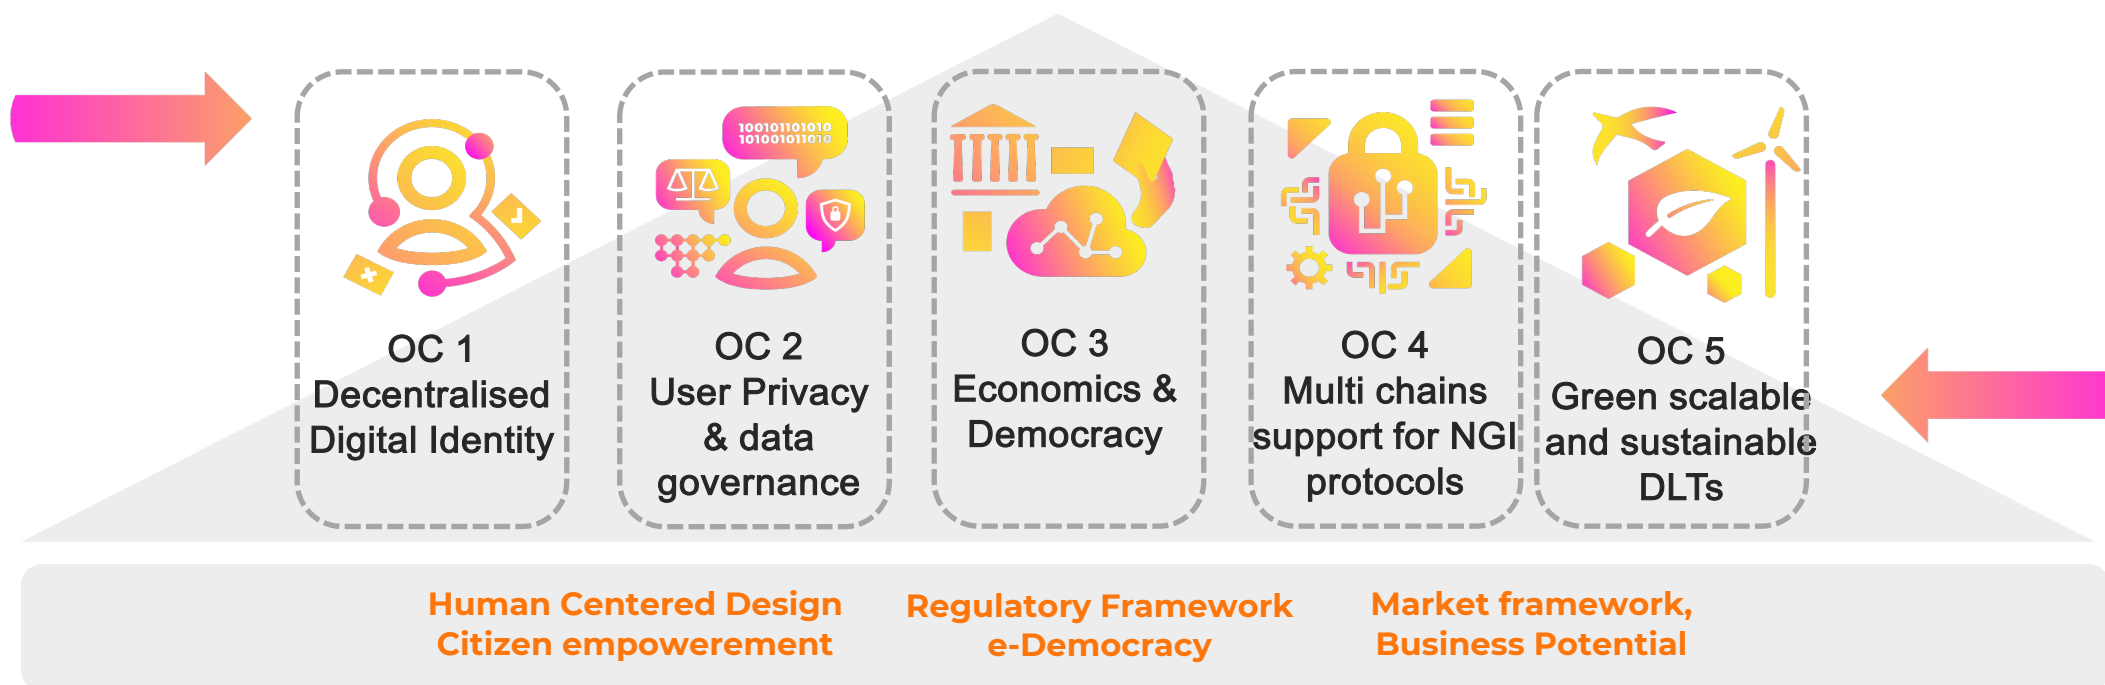 100101101010
101001011010
OC 1
Decentralised
Digital Identity
OC 2
User Privacy
& data
governance
OC 3
Economics &
Democracy
OC 4
Multi chains
support for NGI
protocols
OC 5
Green scalable
and sustainable
DLTs
Human Centered Design
Citizen empowerement
Regulatory Framework
e-Democracy
Market framework,
Business Potential